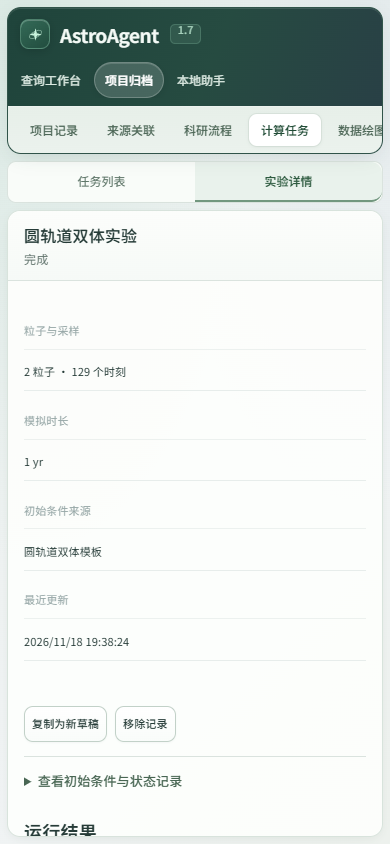 AstroAgent 1.7
查询工作台 项目归档 本地助手
项目记录 来源关联 科研流程 计算任务 数据绘图
任务列表 实验详情
圆轨道双体实验
完成
粒子与采样
2 粒子 · 129 个时刻
模拟时长
1 yr
初始条件来源
圆轨道双体模板
最近更新
2026/11/18 19:38:24
复制为新草稿 移除记录
▶ 查看初始条件与状态记录
运行结果